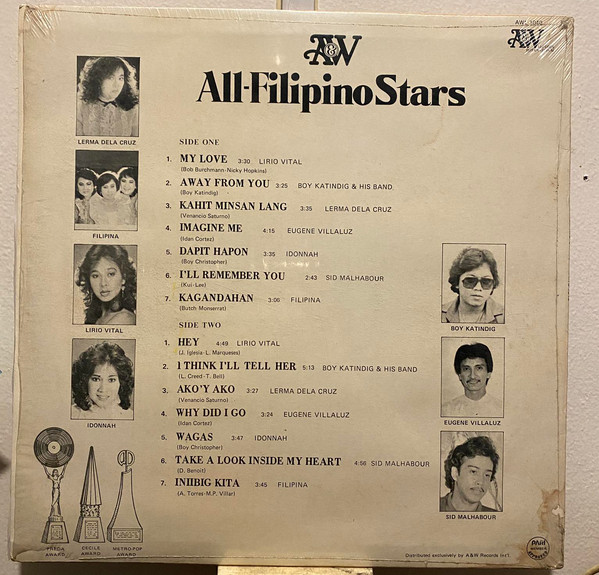 AWL 3002
A&W
A&W
All-Filipino Stars
LERMA DELA CRUZ
FILIPINA
LIRIO VITAL
IDONNAH
SIDE ONE
1. MY LOVE 3:30 LIRIO VITAL
(Bob Burchmann-Nicky Hopkins)
2. AWAY FROM YOU 3:25 BOY KATINDIG & HIS BAND
(Boy Katindig)
3. KAHIT MINSAN LANG 3:35 LERMA DELA CRUZ
(Venancio Saturno)
4. IMAGINE ME 4:15 EUGENE VILLALUZ
(Idan Cortez)
5. DAPIT HAPON 3:35 IDONNAH
(Boy Christopher)
6. I'LL REMEMBER YOU 2:43 SID MALHABOUR
(Kui-Lee)
7. KAGANDAHAN 3:06 FILIPINA
(Butch Monserrat)
SIDE TWO
1. HEY 4:49 LIRIO VITAL
(J. Iglesia-L. Marquess)
2. I THINK I'LL TELL HER 5:13 BOY KATINDIG & HIS BAND
(L. Creed-T. Bell)
3. AKO'Y AKO 3:27 LERMA DELA CRUZ
(Venancio Saturno)
4. WHY DID I GO 3:24 EUGENE VILLALUZ
(Idan Cortez)
5. WAGAS 3:47 IDONNAH
(Boy Christopher)
6. TAKE A LOOK INSIDE MY HEART 4:56 SID MALHABOUR
(D. Benoit)
7. INIIBIG KITA 3:45 FILIPINA
(A. Torres-M.P. Villar)
BOY KATINDIG
EUGENE VILLALUZ
SID MALHABOUR
AWARD
CECILE
AWARD
METROPOP
AWARD
Distributed exclusively by A&W Records Int'l.
PARI
MEMBER